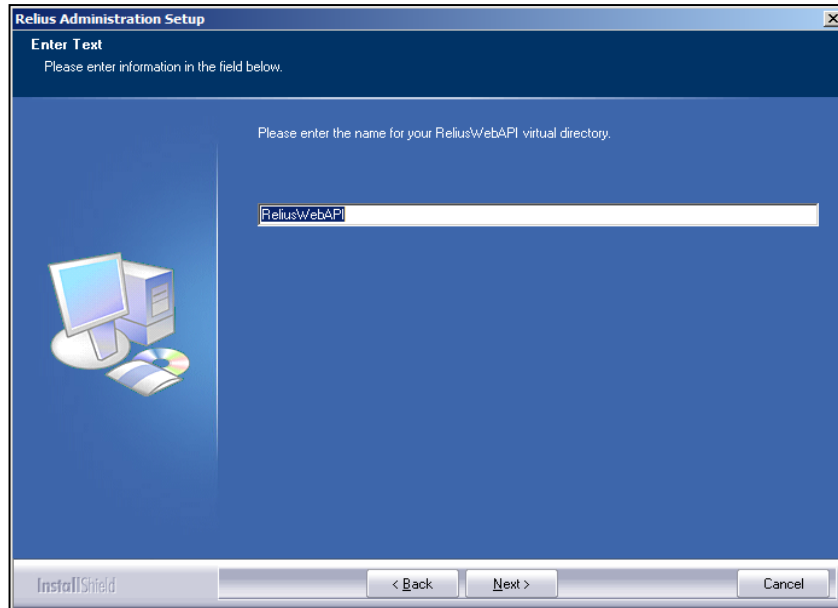 Relius Administration Setup
Enter Text
Please enter information in the field below.
Please enter the name for your ReliusWebAPI virtual directory.
ReliusWebAPI
InstallShield
< Back
Next >
Cancel